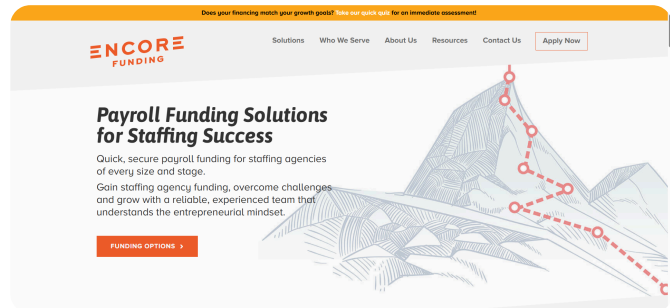 Does your financing match your growth goals? Take our quick quiz for an immediate assessment!
ENCORE
FUNDING
Solutions Who We Serve About Us Resources Contact Us Apply Now
Payroll Funding Solutions
for Staffing Success
Quick, secure payroll funding for staffing agencies
of every size and stage.
Gain staffing agency funding, overcome challenges
and grow with a reliable, experienced team that
understands the entrepreneurial mindset.
FUNDING OPTIONS >